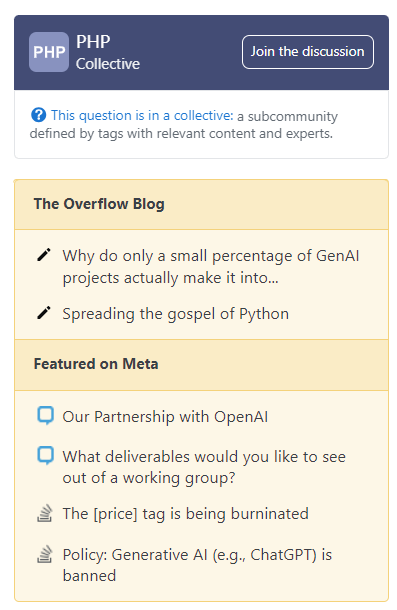 PHP
PHP
Collective
Join the discussion
This question is in a collective: a subcommunity
defined by tags with relevant content and experts.
The Overflow Blog
Why do only a small percentage of GenAI
projects actually make it into...
Spreading the gospel of Python
Featured on Meta
Our Partnership with OpenAI
What deliverables would you like to see
out of a working group?
The [price] tag is being burninated
Policy: Generative AI (e.g., ChatGPT) is
banned